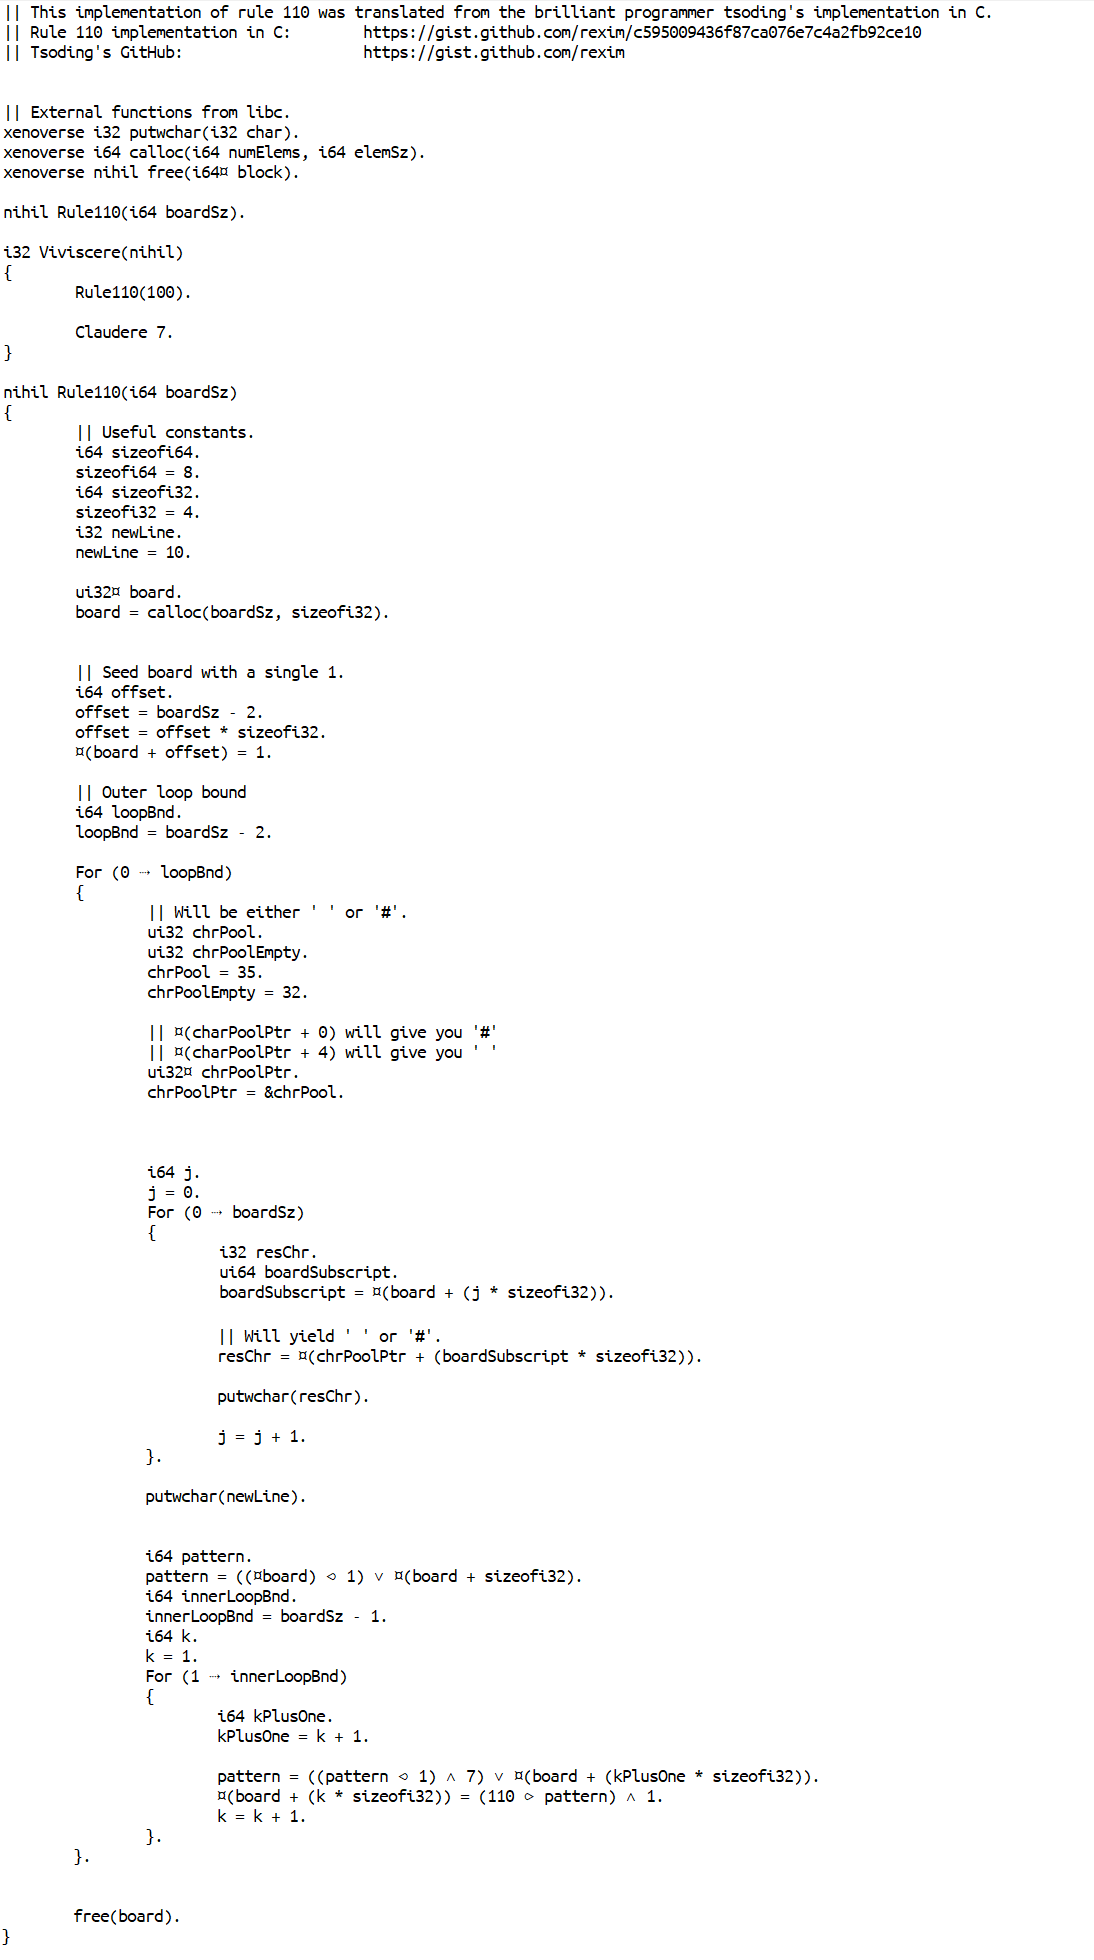 || This implementation of rule 110 was translated from the brilliant programmer tsoding's implementation in C.
|| Rule 110 implementation in C:        https://gist.github.com/rexim/c595009436f87ca076e7c4a2fb92ce10
|| Tsoding's GitHub:                    https://gist.github.com/rexim
|| External functions from libc.
xenoverse i32 putwchar(i32 char).
xenoverse i64 calloc(i64 numElems, i64 elemSz).
xenoverse nihil free(i64¤ block).
nihil Rule110(i64 boardSz).
i32 Viviscere(nihil)
{
        Rule110(100).
        Claudere 7.
}
nihil Rule110(i64 boardSz)
{
        || Useful constants.
        i64 sizeofi64.
        sizeofi64 = 8.
        i64 sizeofi32.
        sizeofi32 = 4.
        i32 newLine.
        newLine = 10.
        ui32¤ board.
        board = calloc(boardSz, sizeofi32).
        || Seed board with a single 1.
        i64 offset.
        offset = boardSz - 2.
        offset = offset * sizeofi32.
        ¤(board + offset) = 1.
        || Outer loop bound
        i64 loopBnd.
        loopBnd = boardSz - 2.
        For (0 ⤑ loopBnd)
        {
                || Will be either ' ' or '#'.
                ui32 chrPool.
                ui32 chrPoolEmpty.
                chrPool = 35.
                chrPoolEmpty = 32.
                || ¤(charPoolPtr + 0) will give you '#'
                || ¤(charPoolPtr + 4) will give you ' '
                ui32¤ chrPoolPtr.
                chrPoolPtr = &chrPool.
                i64 j.
                j = 0.
                For (0 ⤑ boardSz)
                {
                        i32 resChr.
                        ui64 boardSubscript.
                        boardSubscript = ¤(board + (j * sizeofi32)).
                        || Will yield ' ' or '#'.
                        resChr = ¤(chrPoolPtr + (boardSubscript * sizeofi32)).
                        putwchar(resChr).
                        j = j + 1.
                }.
                putwchar(newLine).
                i64 pattern.
                pattern = ((¤board) ⊲ 1) ∨ ¤(board + sizeofi32).
                i64 innerLoopBnd.
                innerLoopBnd = boardSz - 1.
                i64 k.
                k = 1.
                For (1 ⤑ innerLoopBnd)
                {
                        i64 kPlusOne.
                        kPlusOne = k + 1.
                        pattern = ((pattern ⊲ 1) ∧ 7) ∨ ¤(board + (kPlusOne * sizeofi32)).
                        ¤(board + (k * sizeofi32)) = (110 ⊳ pattern) ∧ 1.
                        k = k + 1.
                }.
        }.
        free(board).
}